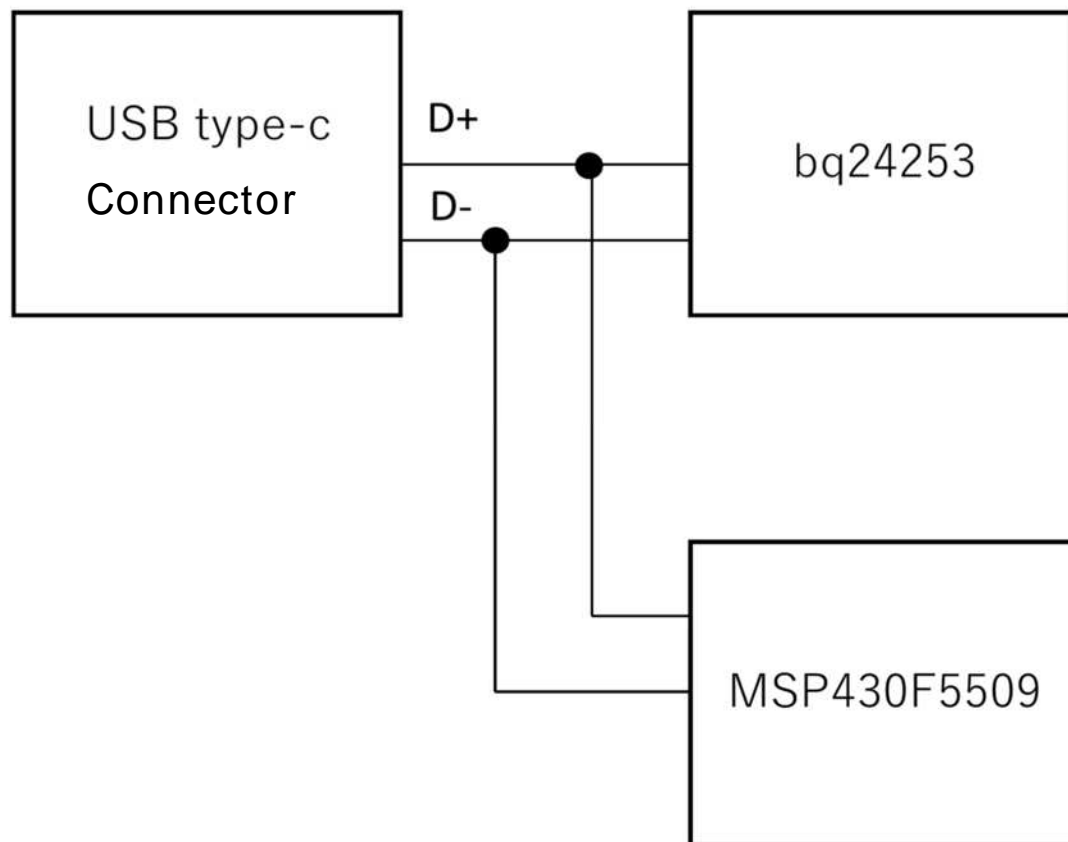 USB type-c
Connector
D+
D-
bq24253
MSP430F5509